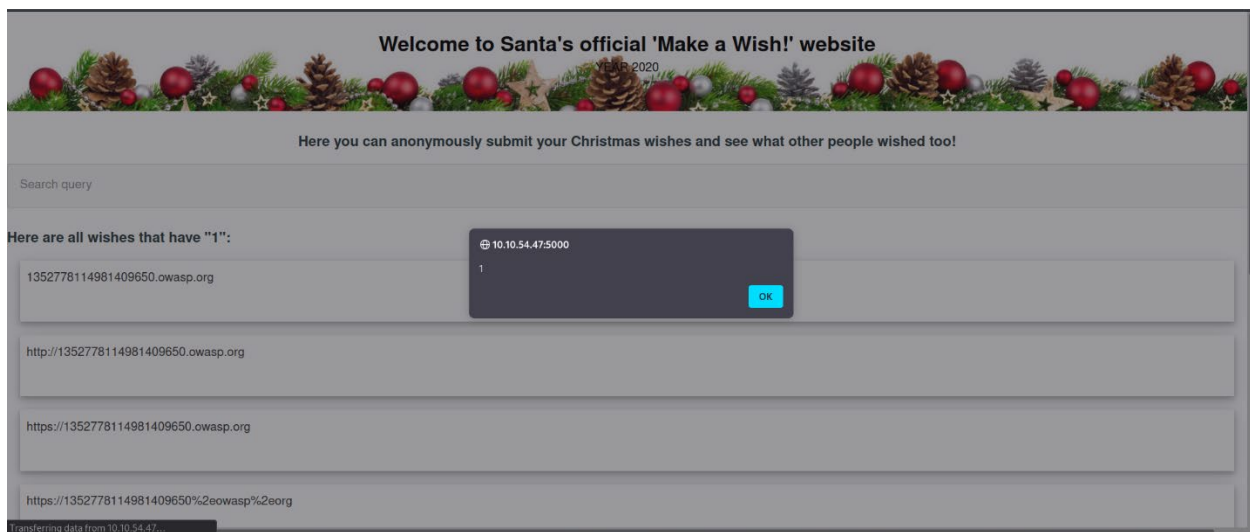 Welcome to Santa's official 'Make a Wish!' website
YEAR 2020
Here you can anonymously submit your Christmas wishes and see what other people wished too!
Search query
Here are all wishes that have "1":
10.10.54.47:5000
1
OK
1352778114981409650.owasp.org
http://1352778114981409650.owasp.org
https://1352778114981409650.owasp.org
https://1352778114981409650%2eowasp%2eorg
Transferring data from 10.10.54.47...